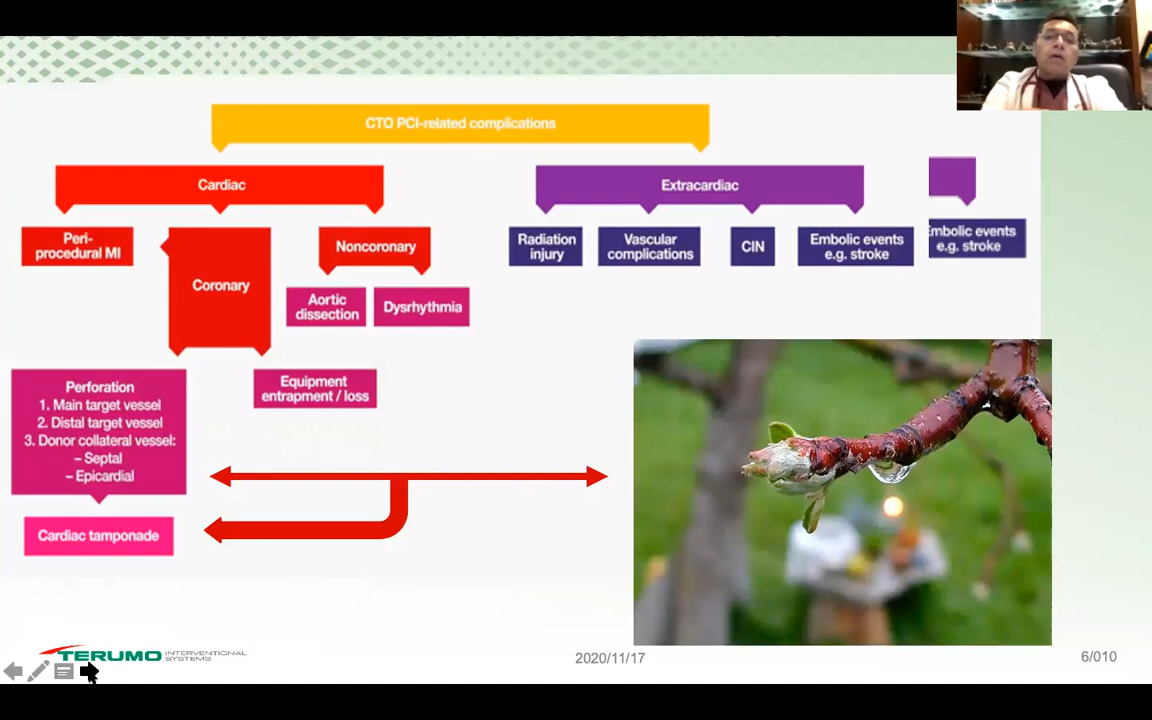 CTO PCI-related complications
Cardiac
Extracardiac
Peri-
procedural MI
Coronary
Noncoronary
Aortic
dissection
Dysrhythmia
Radiation
injury
Vascular
complications
CIN
Embolic events
e.g. stroke
Embolic events
e.g. stroke
Perforation
1. Main target vessel
2. Distal target vessel
3. Donor collateral vessel:
– Septal
– Epicardial
Equipment
entrapment / loss
Cardiac tamponade
TERUMO INTERVENTIONAL
SYSTEMS
2020/11/17
6/010